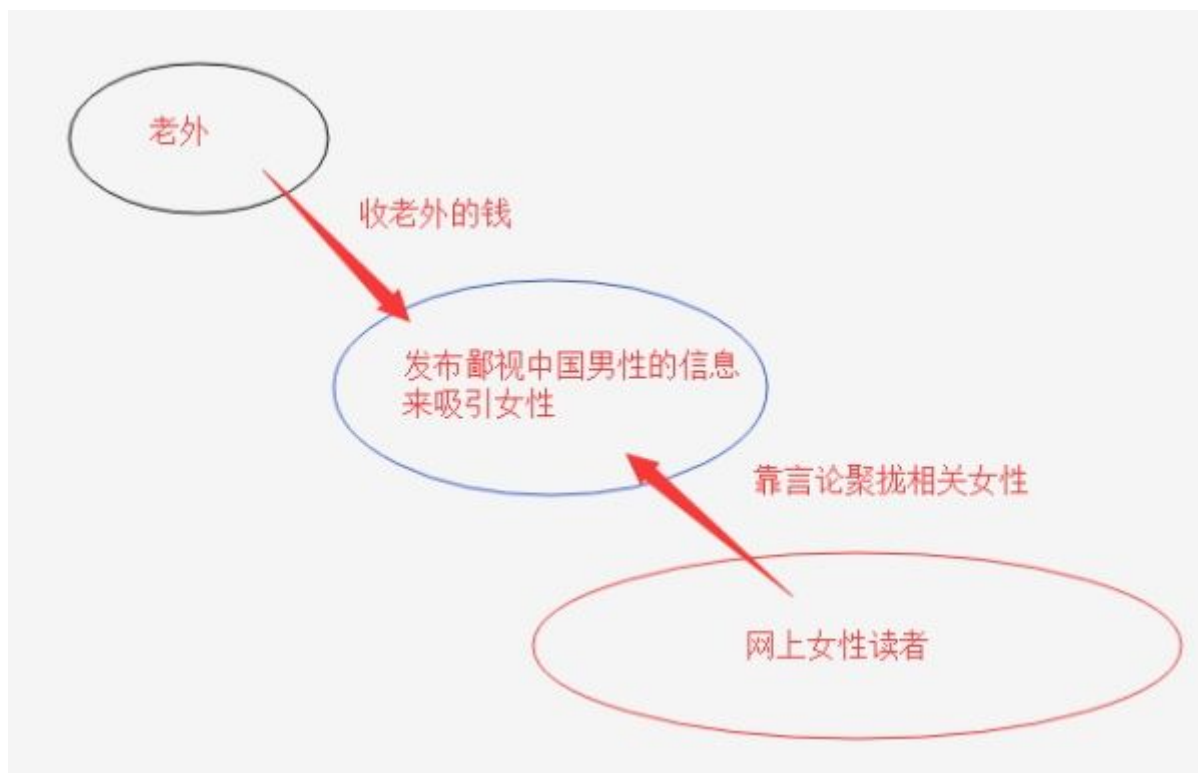 老外
收老外的钱
发布鄙视中国男性的信息
来吸引女性
靠言论聚拢相关女性
网上女性读者